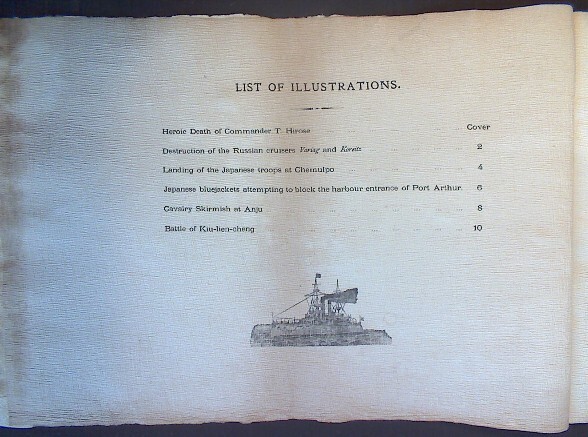 LIST OF ILLUSTRATIONS.
Heroic Death of Commander T. Hirose ... Cover
Destruction of the Russian cruisers Variag and Koreitz ... 2
Landing of the Japanese troops at Chemulpo ... 4
Japanese bluejackets attempting to block the harbour entrance of Port Arthur. 6
Cavalry Skirmish at Anju ... 8
Battle of Kiu-lien-cheng ... 10